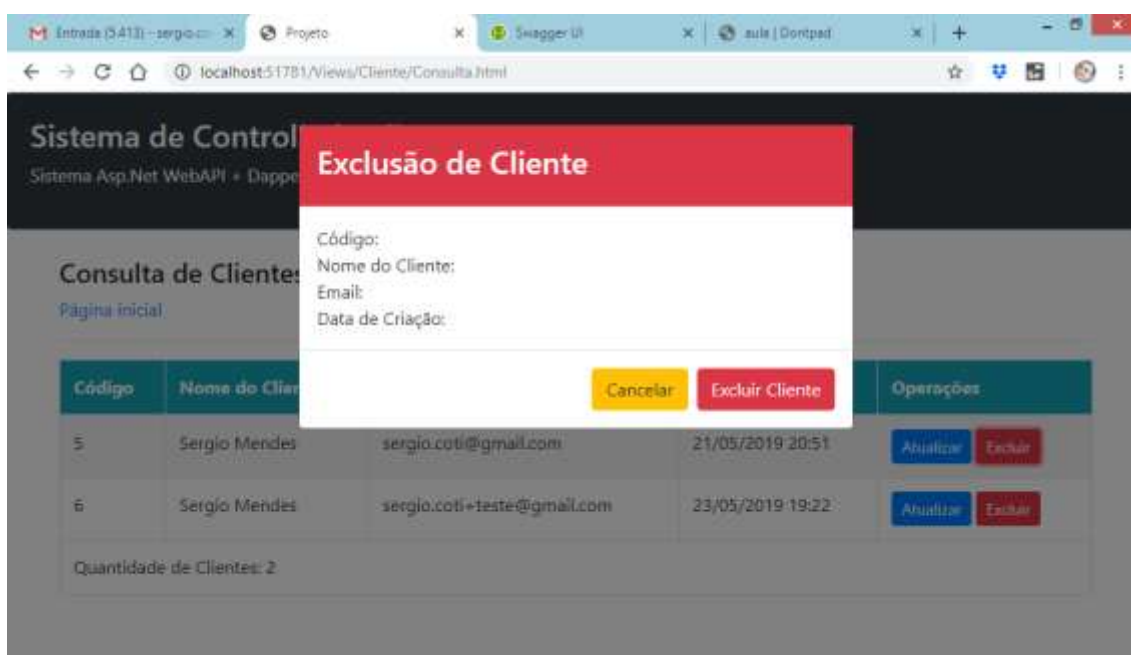 Entrada (5.413) - sergio.co
Projeto
Swagger UI
aula | Dontpad
localhost:51781/Views/Cliente/Consulta.html
Sistema de Control
Sistema Asp.Net WebAPI + Dappe
Exclusão de Cliente
Código:
Nome do Cliente:
Email:
Data de Criação:
Cancelar Excluir Cliente
Consulta de Clientes
Página inicial
Código Nome do Clien Operações
5 Sergio Mendes sergio.coti@gmail.com 21/05/2019 20:51 Atualizar Excluir
6 Sergio Mendes sergio.coti+teste@gmail.com 23/05/2019 19:22 Atualizar Excluir
Quantidade de Clientes: 2